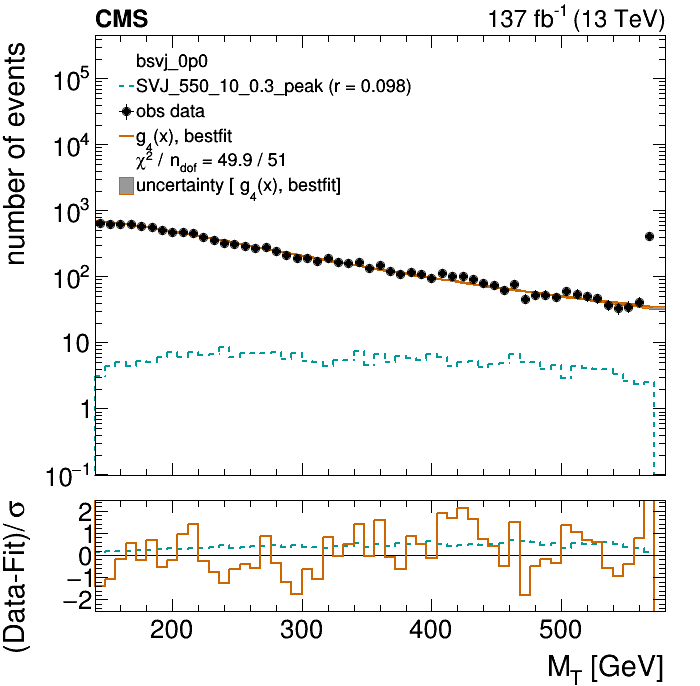 CMS 137 fb⁻¹ (13 TeV)
bsvj_0p0
SVJ_550_10_0.3_peak (r = 0.098)
obs data
g₄(x), bestfit
χ² / n_dof = 49.9 / 51
uncertainty [ g₄(x), bestfit]
number of events
10⁵
10⁴
10³
10²
10
1
10⁻¹
(Data-Fit)/ σ
2
1
0
−1
−2
200 300 400 500
M_T [GeV]